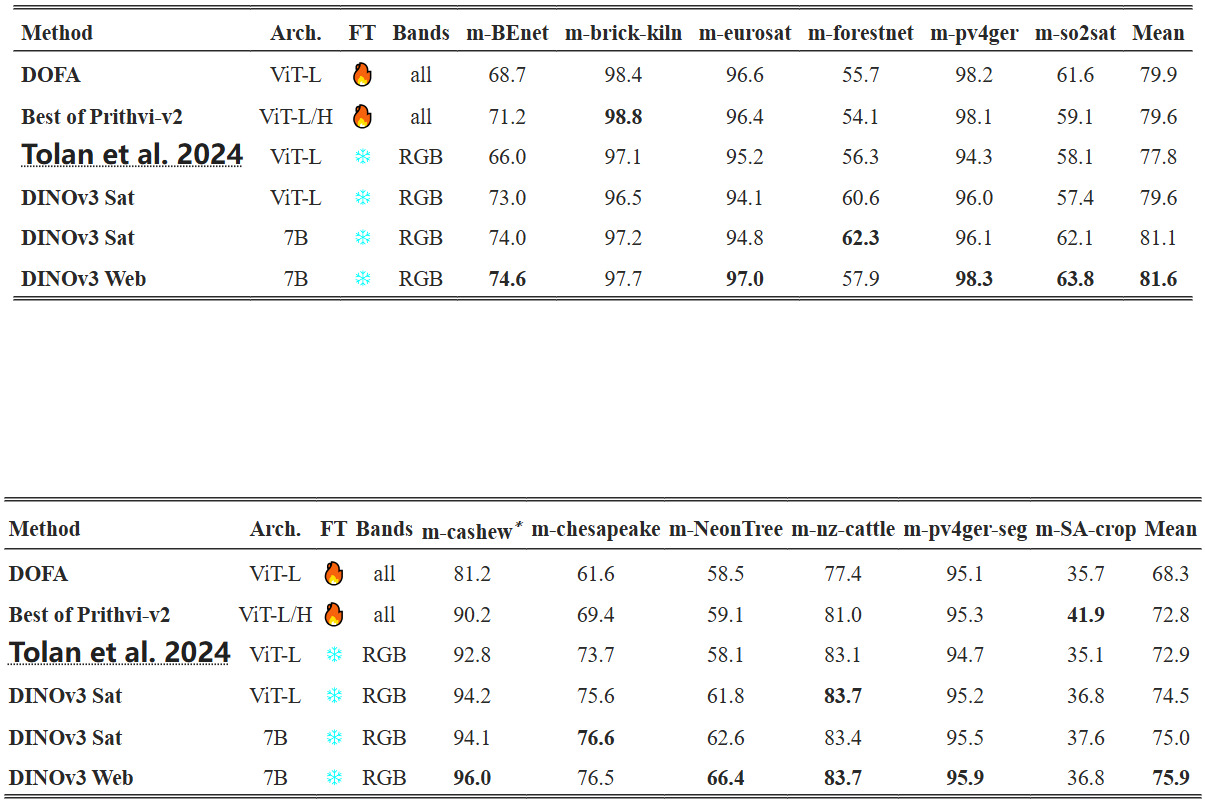 Method Arch. FT Bands m-BEnet m-brick-kiln m-eurosat m-forestnet m-pv4ger m-so2sat Mean
DOFA ViT-L all 68.7 98.4 96.6 55.7 98.2 61.6 79.9
Best of Prithvi-v2 ViT-L/H all 71.2 98.8 96.4 54.1 98.1 59.1 79.6
Tolan et al. 2024 ViT-L RGB 66.0 97.1 95.2 56.3 94.3 58.1 77.8
DINOv3 Sat ViT-L RGB 73.0 96.5 94.1 60.6 96.0 57.4 79.6
DINOv3 Sat 7B RGB 74.0 97.2 94.8 62.3 96.1 62.1 81.1
DINOv3 Web 7B RGB 74.6 97.7 97.0 57.9 98.3 63.8 81.6
Method Arch. FT Bands m-cashew* m-chesapeake m-NeonTree m-nz-cattle m-pv4ger-seg m-SA-crop Mean
DOFA ViT-L all 81.2 61.6 58.5 77.4 95.1 35.7 68.3
Best of Prithvi-v2 ViT-L/H all 90.2 69.4 59.1 81.0 95.3 41.9 72.8
Tolan et al. 2024 ViT-L RGB 92.8 73.7 58.1 83.1 94.7 35.1 72.9
DINOv3 Sat ViT-L RGB 94.2 75.6 61.8 83.7 95.2 36.8 74.5
DINOv3 Sat 7B RGB 94.1 76.6 62.6 83.4 95.5 37.6 75.0
DINOv3 Web 7B RGB 96.0 76.5 66.4 83.7 95.9 36.8 75.9